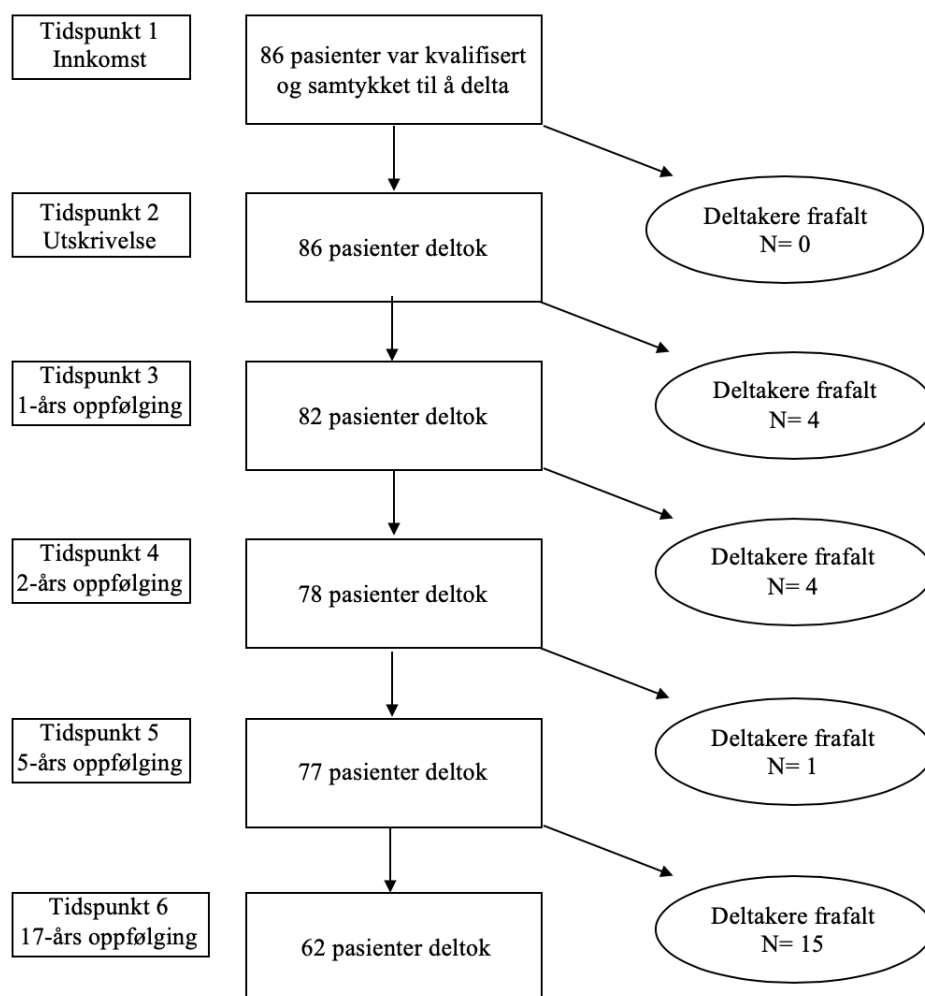 Tidspunkt 1
Innkomst
86 pasienter var kvalifisert
og samtykket til å delta
Tidspunkt 2
Utskrivelse
86 pasienter deltok
Deltakere frafalt
N= 0
Tidspunkt 3
1-års oppfølging
82 pasienter deltok
Deltakere frafalt
N= 4
Tidspunkt 4
2-års oppfølging
78 pasienter deltok
Deltakere frafalt
N= 4
Tidspunkt 5
5-års oppfølging
77 pasienter deltok
Deltakere frafalt
N= 1
Tidspunkt 6
17-års oppfølging
62 pasienter deltok
Deltakere frafalt
N= 15